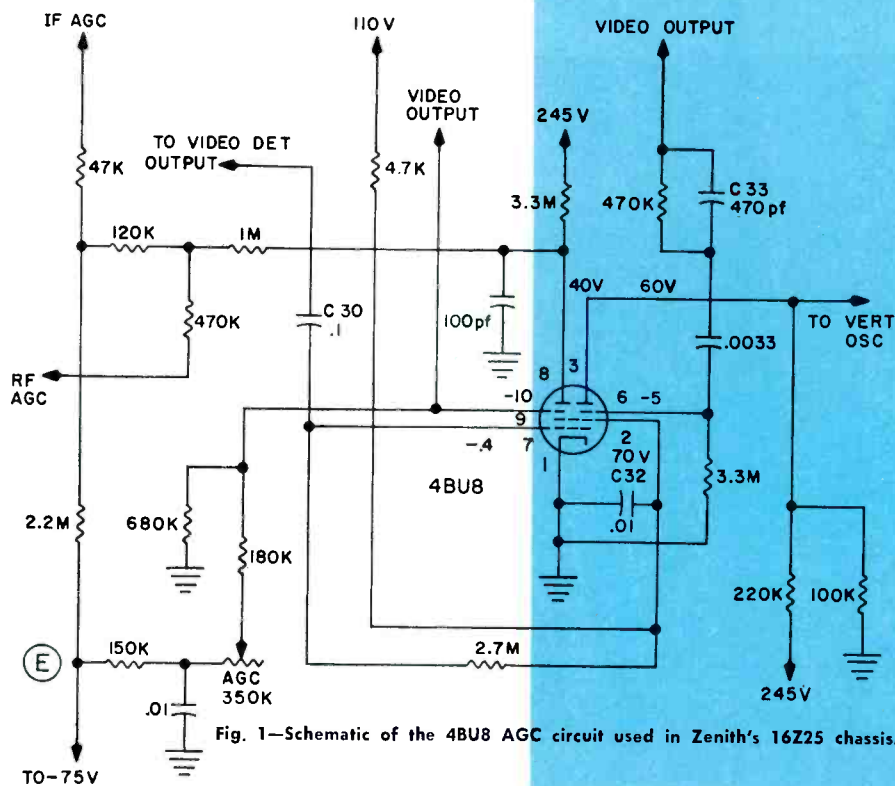 IF AGC
110V
VIDEO OUTPUT
VIDEO
OUTPUT
TO VIDEO DET
OUTPUT
245V
47K
4.7K
3.3M
470K
C33
470pf
120K
1M
40V
60V
470K
C30
.1
100pf
TO VERT
OSC
.0033
RF
AGC
8
3
-10
9
6
-5
-.4
7
2
1
70V
C32
4BU8
.01
3.3M
2.2M
680K
180K
220K
100K
2.7M
E
150K
AGC
350K
.01
245V
TO-75V
Fig. 1—Schematic of the 4BU8 AGC circuit used in Zenith's 16Z25 chassis.